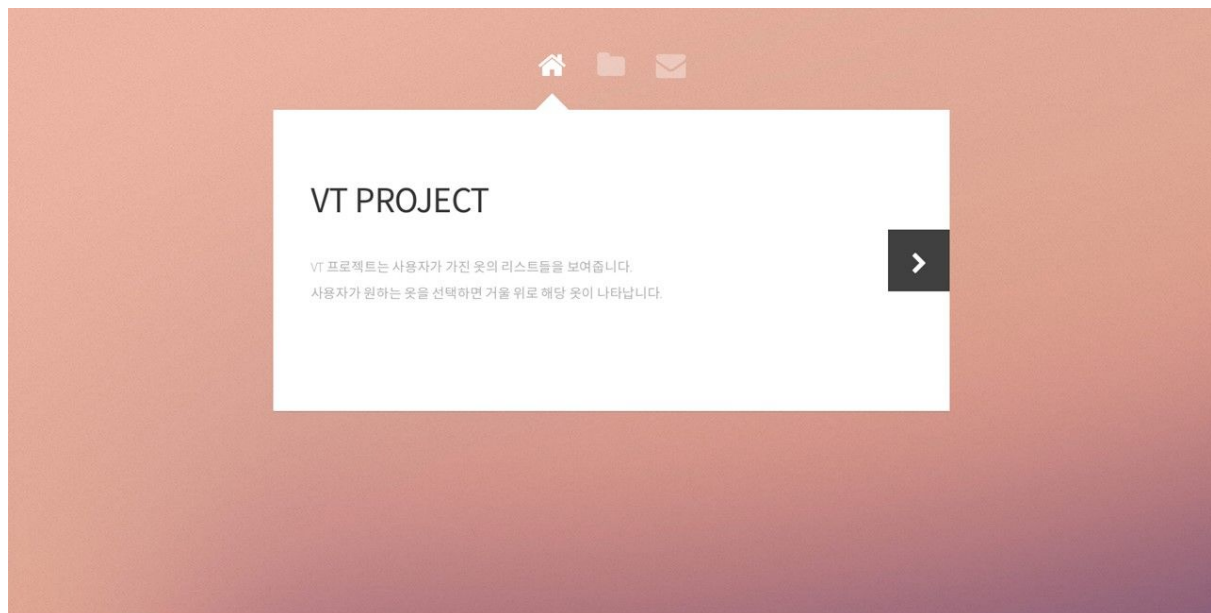 VT PROJECT
VT 프로젝트는 사용자가 가진 옷의 리스트들을 보여줍니다.
사용자가 원하는 옷을 선택하면 거울 위로 해당 옷이 나타납니다.